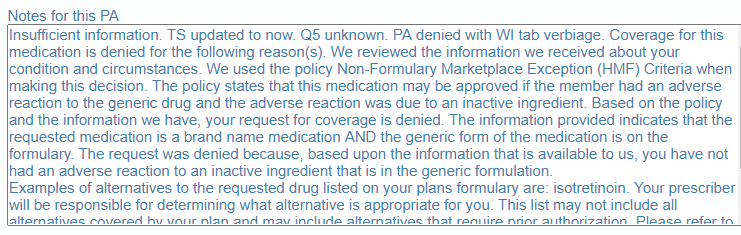 Notes for this PA
Insufficient information. TS updated to now. Q5 unknown. PA denied with WI tab verbiage. Coverage for this
medication is denied for the following reason(s). We reviewed the information we received about your
condition and circumstances. We used the policy Non-Formulary Marketplace Exception (HMF) Criteria when
making this decision. The policy states that this medication may be approved if the member had an adverse
reaction to the generic drug and the adverse reaction was due to an inactive ingredient. Based on the policy
and the information we have, your request for coverage is denied. The information provided indicates that the
requested medication is a brand name medication AND the generic form of the medication is on the
formulary. The request was denied because, based upon the information that is available to us, you have not
had an adverse reaction to an inactive ingredient that is in the generic formulation.
Examples of alternatives to the requested drug listed on your plans formulary are: isotretinoin. Your prescriber
will be responsible for determining what alternative is appropriate for you. This list may not include all
alternatives covered by your plan and may include alternatives that require prior authorization. Please refer to